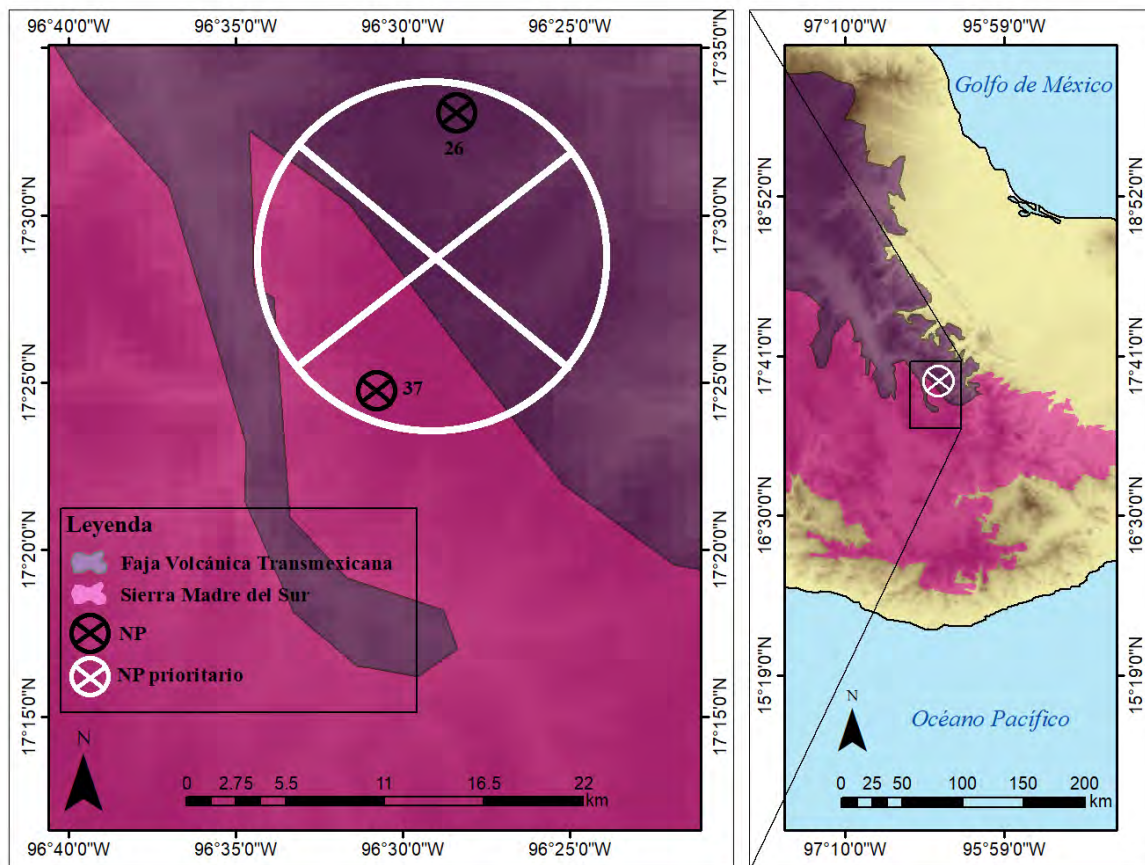 96°40'0"W 96°35'0"W 96°30'0"W 96°25'0"W
17°35'0"N
17°30'0"N
17°25'0"N
17°20'0"N
17°15'0"N
26
37
Leyenda
Faja Volcánica Transmexicana
Sierra Madre del Sur
NP
NP prioritario
N
0 2.75 5.5 11 16.5 22
km
17°35'0"N
17°30'0"N
17°25'0"N
17°20'0"N
17°15'0"N
96°40'0"W 96°35'0"W 96°30'0"W 96°25'0"W
97°10'0"W 95°59'0"W
Golfo de México
18°52'0"N
17°41'0"N
16°30'0"N
15°19'0"N
Océano Pacífico
N
0 25 50 100 150 200
km
18°52'0"N
17°41'0"N
16°30'0"N
15°19'0"N
97°10'0"W 95°59'0"W